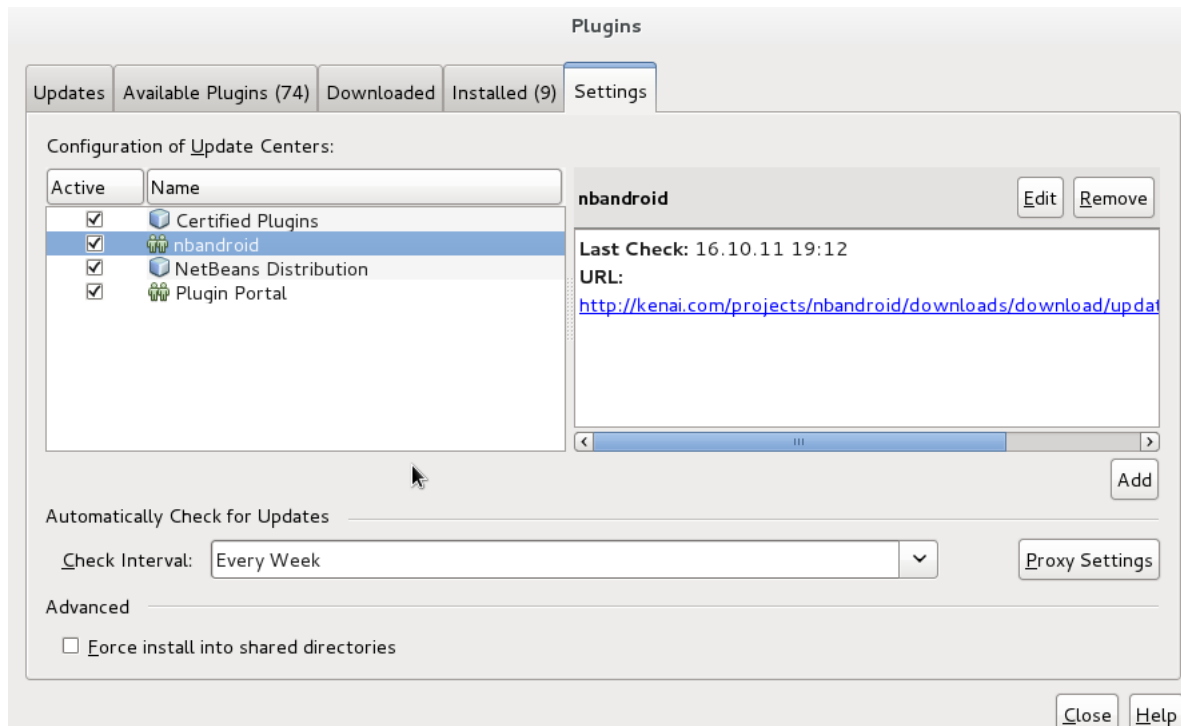 Plugins
Updates
Available Plugins (74)
Downloaded
Installed (9)
Settings
Configuration of Update Centers:
Active
Name
Certified Plugins
nbandroid
NetBeans Distribution
Plugin Portal
nbandroid
Edit
Remove
Last Check: 16.10.11 19:12
URL:
http://kenai.com/projects/nbandroid/downloads/download/updat
Add
Automatically Check for Updates
Check Interval:
Every Week
Proxy Settings
Advanced
Force install into shared directories
Close
Help